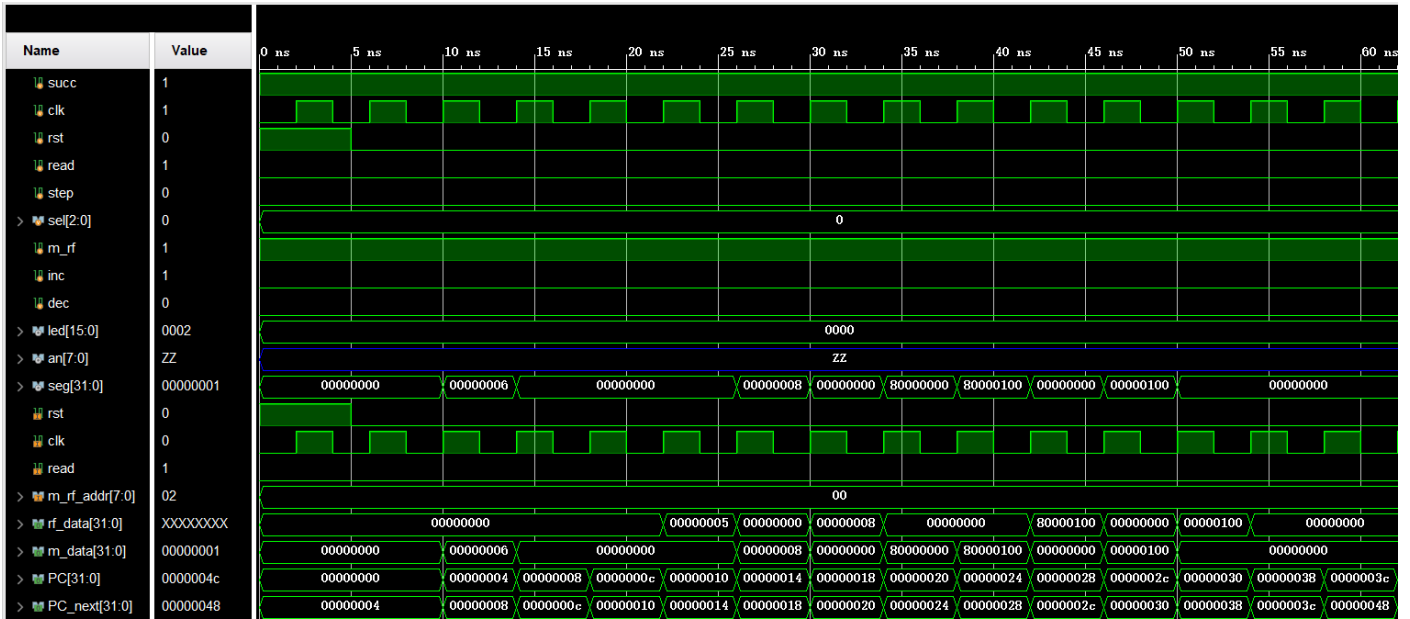 Name Value 0 ns 5 ns 10 ns 15 ns 20 ns 25 ns 30 ns 35 ns 40 ns 45 ns 50 ns 55 ns 60 ns
succ 1
clk 1
rst 0
read 1
step 0
sel[2:0] 0 0
m_rf 1
inc 1
dec 0
led[15:0] 0002 0000
an[7:0] ZZ ZZ
seg[31:0] 00000001 00000000 00000006 00000000 00000008 00000000 80000000 80000100 00000000 00000100 00000000
rst 0
clk 0
read 1
m_rf_addr[7:0] 02 00
rf_data[31:0] XXXXXXXX 00000000 00000005 00000000 00000008 00000000 80000100 00000000 00000100 00000000
m_data[31:0] 00000001 00000000 00000006 00000000 00000008 00000000 80000000 80000100 00000000 00000100 00000000
PC[31:0] 0000004c 00000000 00000004 00000008 0000000c 00000010 00000014 00000018 00000020 00000024 00000028 0000002c 00000030 00000038 0000003c
PC_next[31:0] 00000048 00000004 00000008 0000000c 00000010 00000014 00000018 00000020 00000024 00000028 0000002c 00000030 00000038 0000003c 00000048